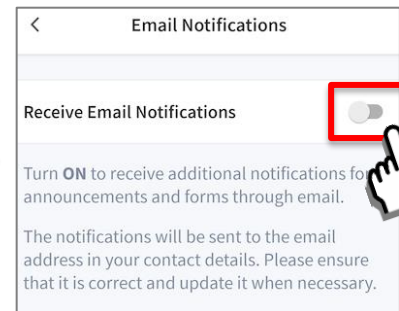 Email Notifications
Receive Email Notifications
Turn ON to receive additional notifications for
announcements and forms through email.
The notifications will be sent to the email
address in your contact details. Please ensure
that it is correct and update it when necessary.